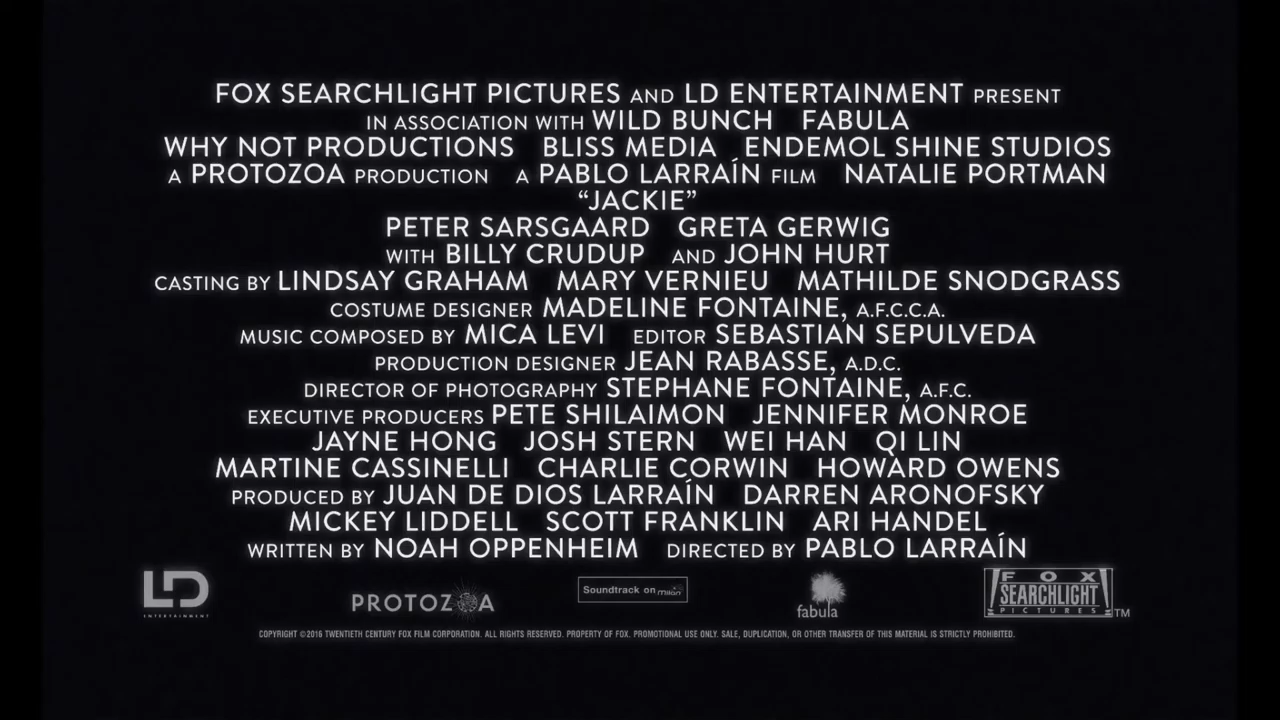 FOX SEARCHLIGHT PICTURES AND LD ENTERTAINMENT PRESENT
IN ASSOCIATION WITH WILD BUNCH FABULA
WHY NOT PRODUCTIONS BLISS MEDIA ENDEMOL SHINE STUDIOS
A PROTOZOA PRODUCTION A PABLO LARRAÍN FILM NATALIE PORTMAN
“JACKIE”
PETER SARSGAARD GRETA GERWIG
WITH BILLY CRUDUP AND JOHN HURT
CASTING BY LINDSAY GRAHAM MARY VERNIEU MATHILDE SNODGRASS
COSTUME DESIGNER MADELINE FONTAINE, A.F.C.C.A.
MUSIC COMPOSED BY MICA LEVI EDITOR SEBASTIAN SEPULVEDA
PRODUCTION DESIGNER JEAN RABASSE, A.D.C.
DIRECTOR OF PHOTOGRAPHY STEPHANE FONTAINE, A.F.C.
EXECUTIVE PRODUCERS PETE SHILAIMON JENNIFER MONROE
JAYNE HONG JOSH STERN WEI HAN QI LIN
MARTINE CASSINELLI CHARLIE CORWIN HOWARD OWENS
PRODUCED BY JUAN DE DIOS LARRAÍN DARREN ARONOFSKY
MICKEY LIDDELL SCOTT FRANKLIN ARI HANDEL
WRITTEN BY NOAH OPPENHEIM DIRECTED BY PABLO LARRAÍN
LD ENTERTAINMENT
PROTOZOA
Soundtrack on milan
fabula
FOX SEARCHLIGHT PICTURES TM
COPYRIGHT ©2016 TWENTIETH CENTURY FOX FILM CORPORATION. ALL RIGHTS RESERVED. PROPERTY OF FOX. PROMOTIONAL USE ONLY. SALE, DUPLICATION, OR OTHER TRANSFER OF THIS MATERIAL IS STRICTLY PROHIBITED.